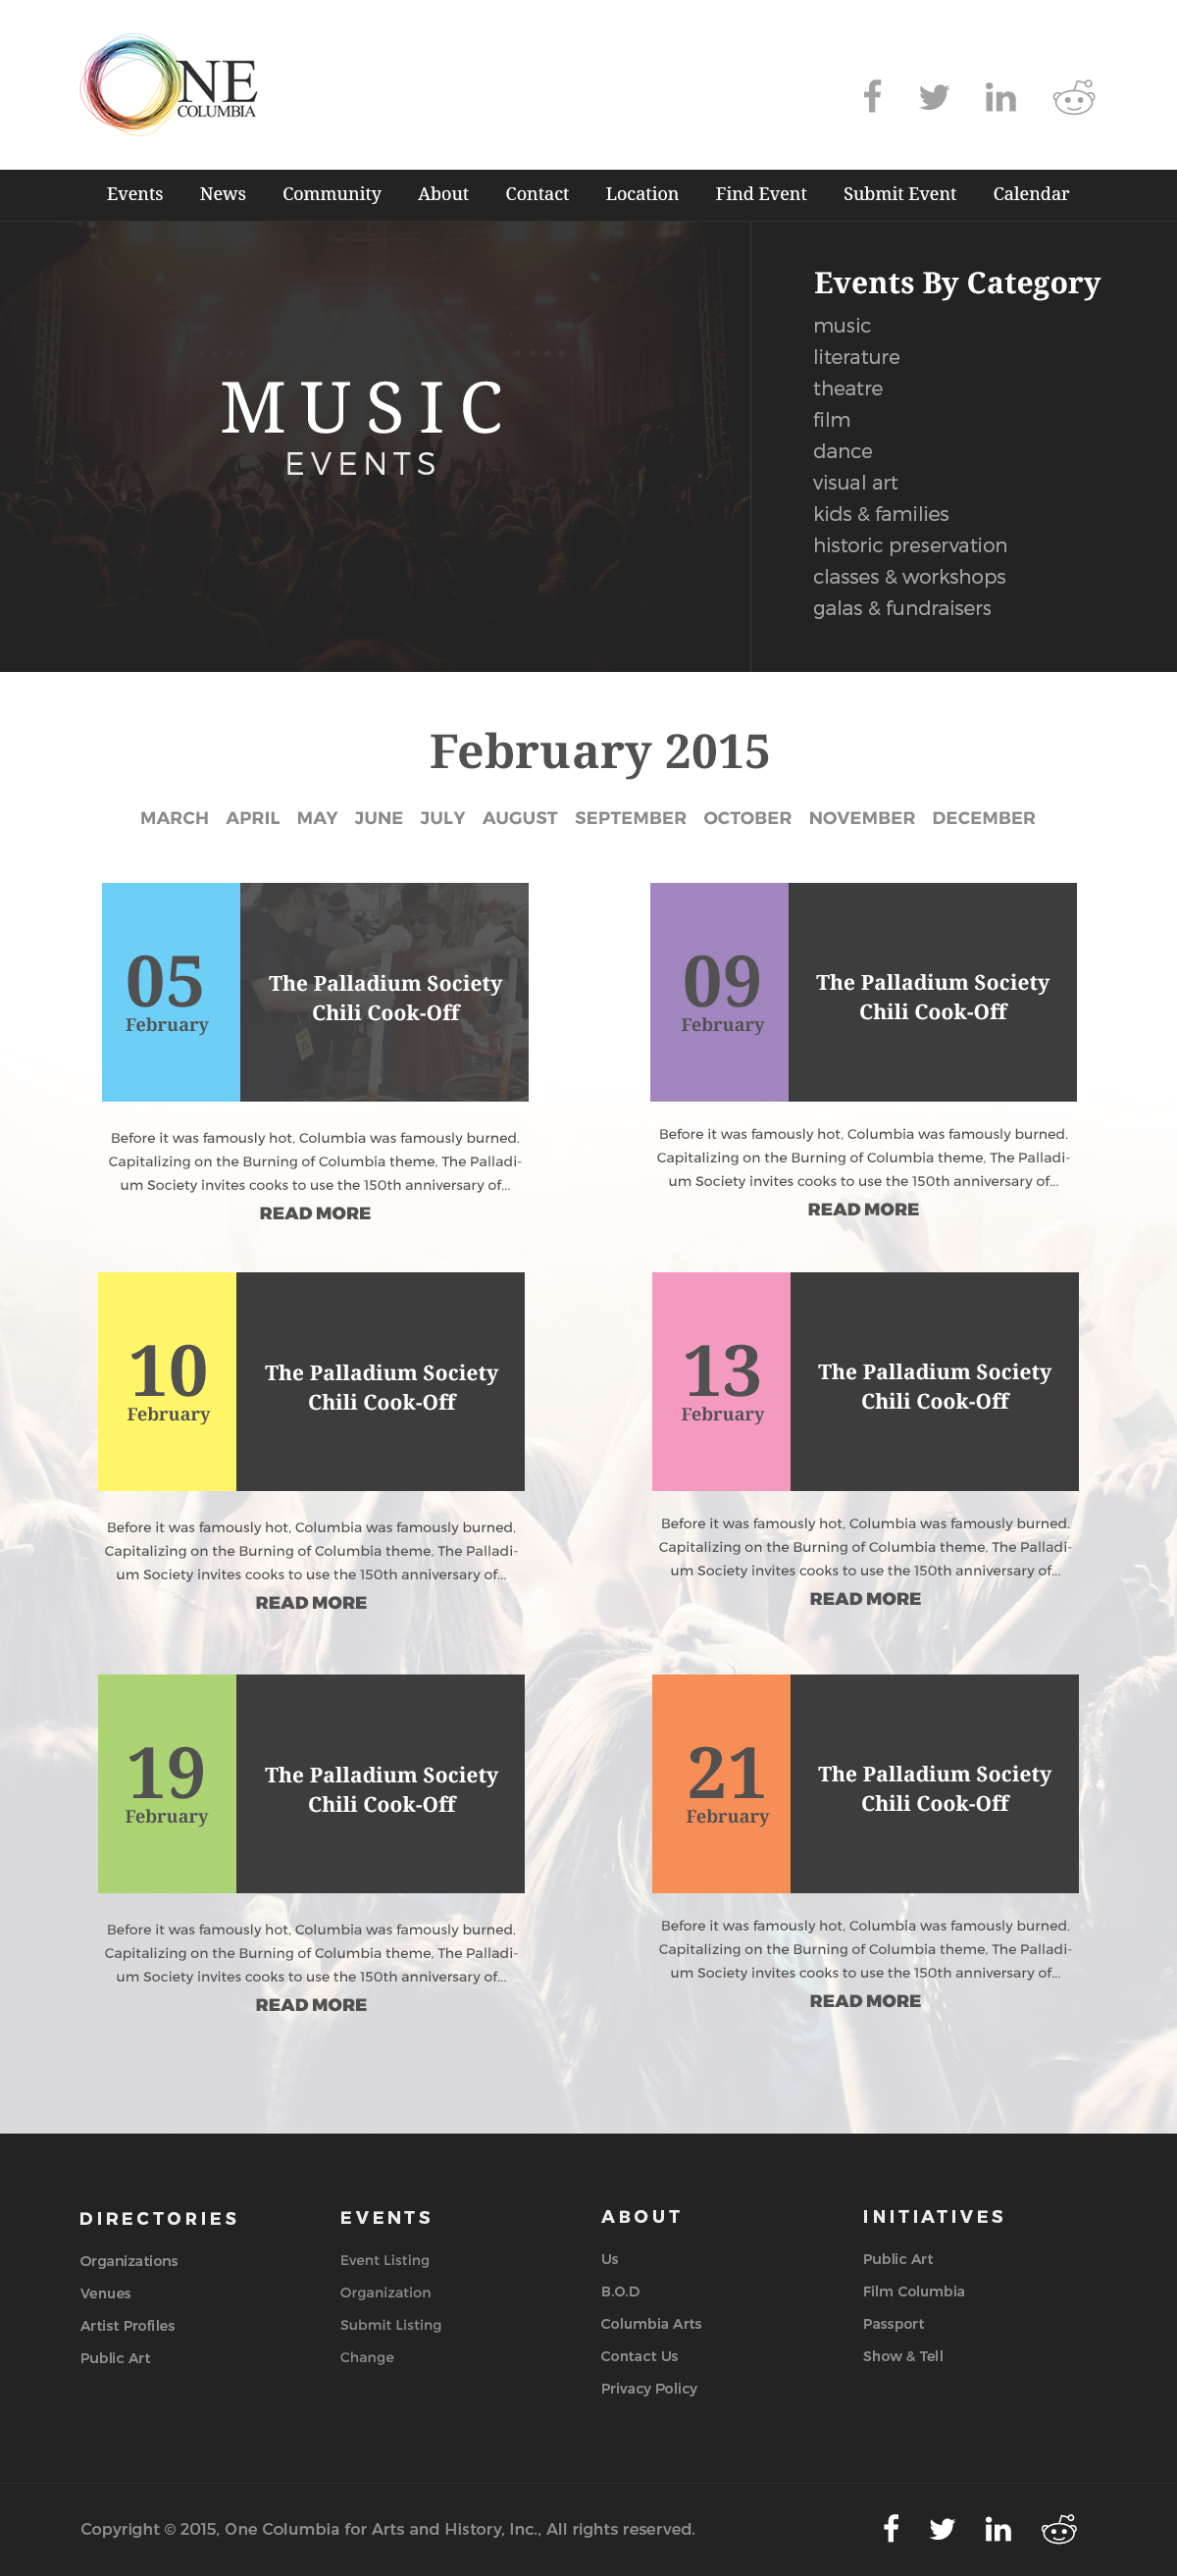 ONE
COLUMBIA
Events News Community About Contact Location Find Event Submit Event Calendar
MUSIC
EVENTS
Events By Category
music
literature
theatre
film
dance
visual art
kids & families
historic preservation
classes & workshops
galas & fundraisers
February 2015
MARCH APRIL MAY JUNE JULY AUGUST SEPTEMBER OCTOBER NOVEMBER DECEMBER
05
February
The Palladium Society
Chili Cook-Off
Before it was famously hot, Columbia was famously burned.
Capitalizing on the Burning of Columbia theme, The Palladi-
um Society invites cooks to use the 150th anniversary of...
READ MORE
09
February
The Palladium Society
Chili Cook-Off
Before it was famously hot, Columbia was famously burned.
Capitalizing on the Burning of Columbia theme, The Palladi-
um Society invites cooks to use the 150th anniversary of...
READ MORE
10
February
The Palladium Society
Chili Cook-Off
Before it was famously hot, Columbia was famously burned.
Capitalizing on the Burning of Columbia theme, The Palladi-
um Society invites cooks to use the 150th anniversary of...
READ MORE
13
February
The Palladium Society
Chili Cook-Off
Before it was famously hot, Columbia was famously burned.
Capitalizing on the Burning of Columbia theme, The Palladi-
um Society invites cooks to use the 150th anniversary of...
READ MORE
19
February
The Palladium Society
Chili Cook-Off
Before it was famously hot, Columbia was famously burned.
Capitalizing on the Burning of Columbia theme, The Palladi-
um Society invites cooks to use the 150th anniversary of...
READ MORE
21
February
The Palladium Society
Chili Cook-Off
Before it was famously hot, Columbia was famously burned.
Capitalizing on the Burning of Columbia theme, The Palladi-
um Society invites cooks to use the 150th anniversary of...
READ MORE
DIRECTORIES
Organizations
Venues
Artist Profiles
Public Art
EVENTS
Event Listing
Organization
Submit Listing
Change
ABOUT
Us
B.O.D
Columbia Arts
Contact Us
Privacy Policy
INITIATIVES
Public Art
Film Columbia
Passport
Show & Tell
Copyright © 2015, One Columbia for Arts and History, Inc., All rights reserved.